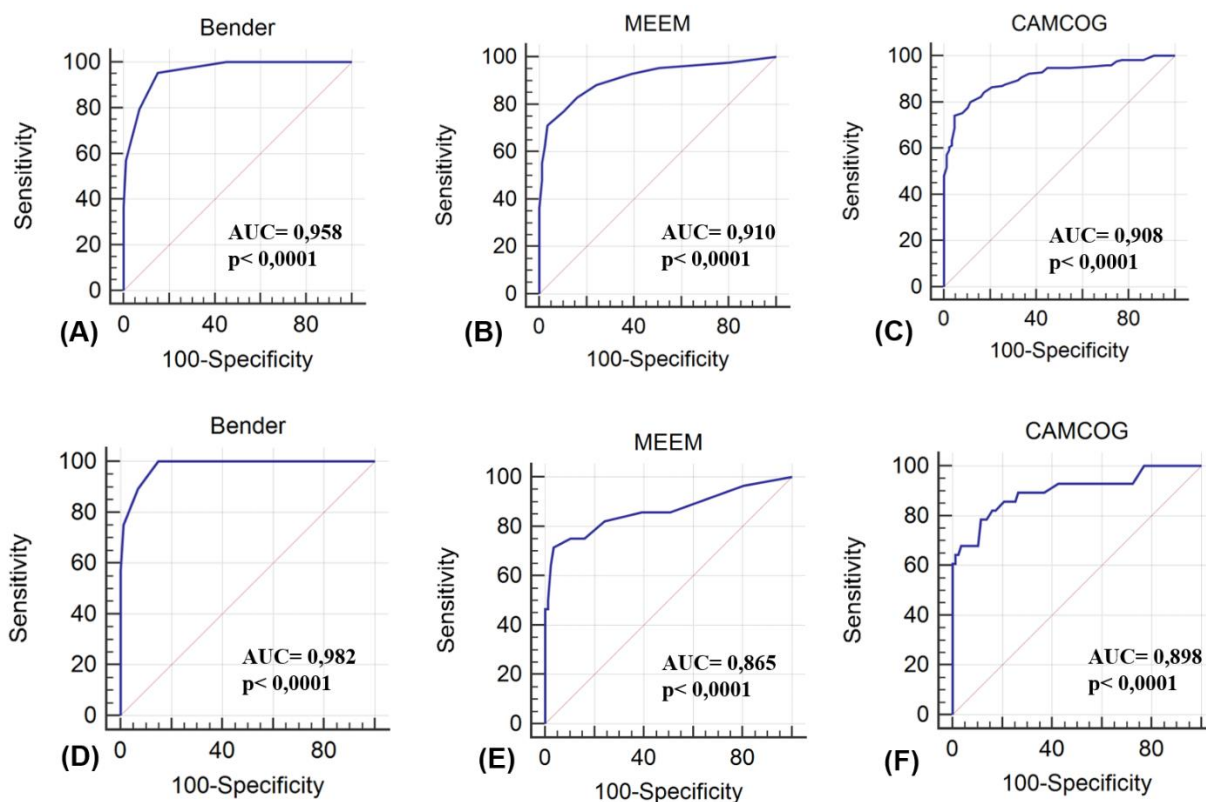 Bender
100
80
60
40
20
0
Sensitivity
AUC= 0,958
p< 0,0001
0 40 80
100-Specificity
(A)
MEEM
100
80
60
40
20
0
Sensitivity
AUC= 0,910
p< 0,0001
0 40 80
100-Specificity
(B)
CAMCOG
100
80
60
40
20
0
Sensitivity
AUC= 0,908
p< 0,0001
0 40 80
100-Specificity
(C)
Bender
100
80
60
40
20
0
Sensitivity
AUC= 0,982
p< 0,0001
0 40 80
100-Specificity
(D)
MEEM
100
80
60
40
20
0
Sensitivity
AUC= 0,865
p< 0,0001
0 40 80
100-Specificity
(E)
CAMCOG
100
80
60
40
20
0
Sensitivity
AUC= 0,898
p< 0,0001
0 40 80
100-Specificity
(F)